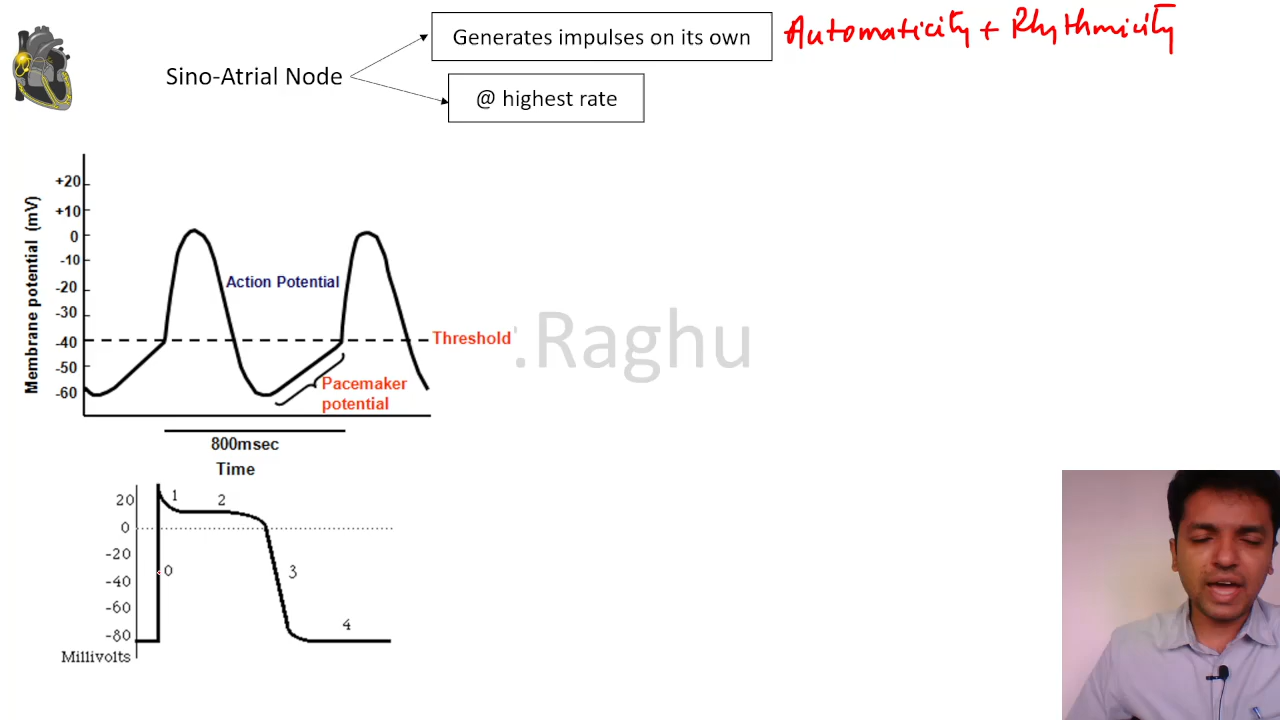 Generates impulses on its own
Automaticity + Rhythmicity
Sino-Atrial Node
@ highest rate
Membrane potential (mV)
+20
+10
0
-10
-20
-30
-40
-50
-60
Action Potential
Threshold
Pacemaker
potential
800msec
Time
.Raghu
20
0
-20
-40
-60
-80
Millivolts
1
2
0
3
4